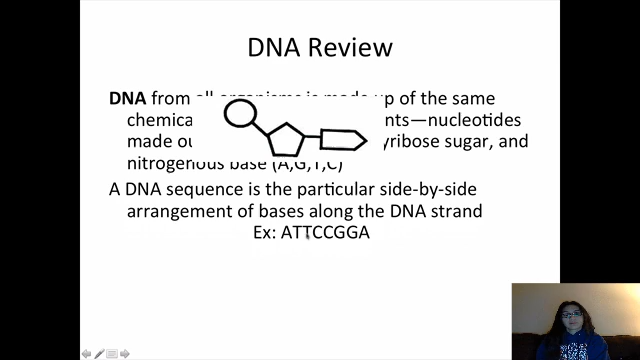 DNA Review
DNA from all organisms is made up of the same
chemica nts—nucleotides
made ou yribose sugar, and
nitrogenous base (A,G,T,C)
A DNA sequence is the particular side-by-side
arrangement of bases along the DNA strand
Ex: ATTCCGGA